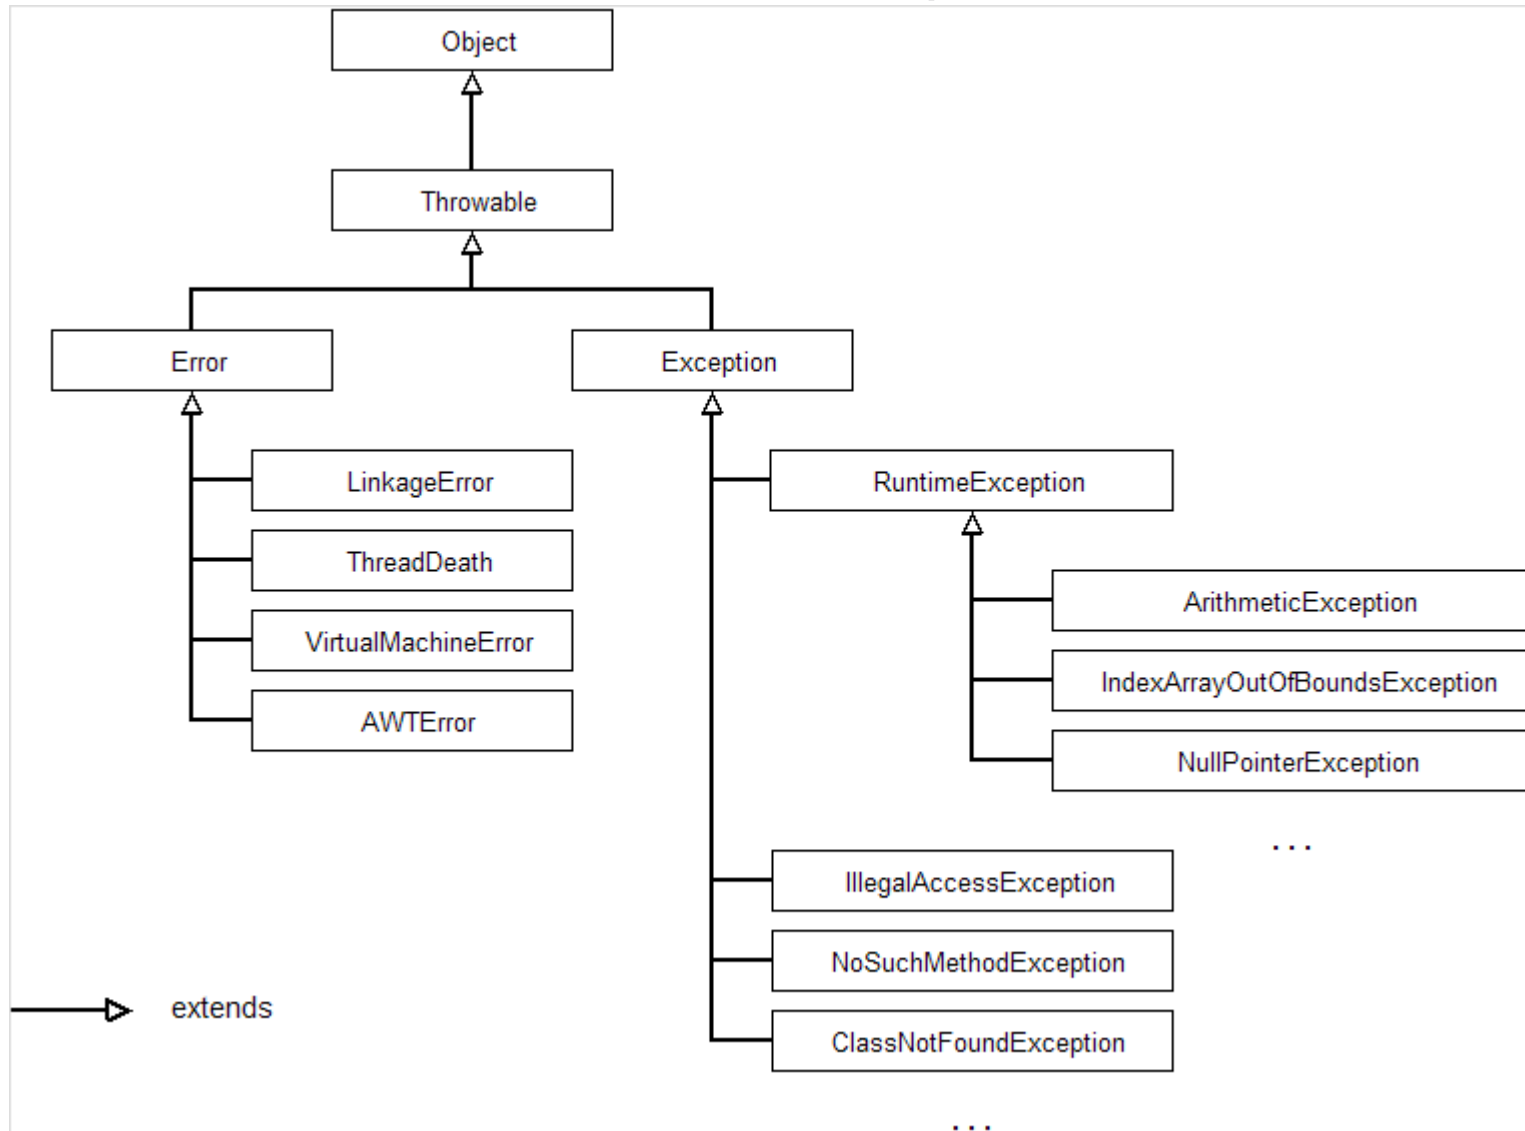 Object
Throwable
Error
Exception
LinkageError
RuntimeException
ThreadDeath
ArithmeticException
VirtualMachineError
IndexArrayOutOfBoundsException
AWTError
NullPointerException
...
IllegalAccessException
NoSuchMethodException
extends
ClassNotFoundException
...